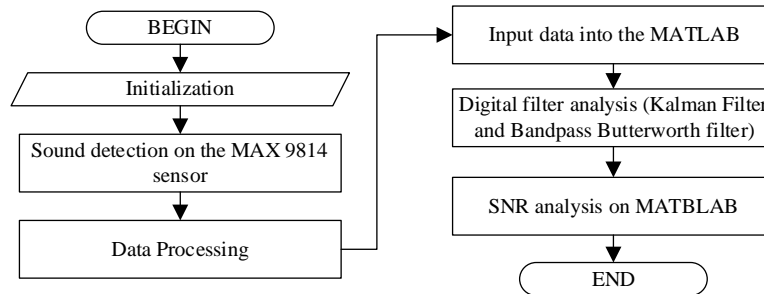 BEGIN
Initialization
Sound detection on the MAX 9814
sensor
Data Processing
Input data into the MATLAB
Digital filter analysis (Kalman Filter
and Bandpass Butterworth filter)
SNR analysis on MATBLAB
END